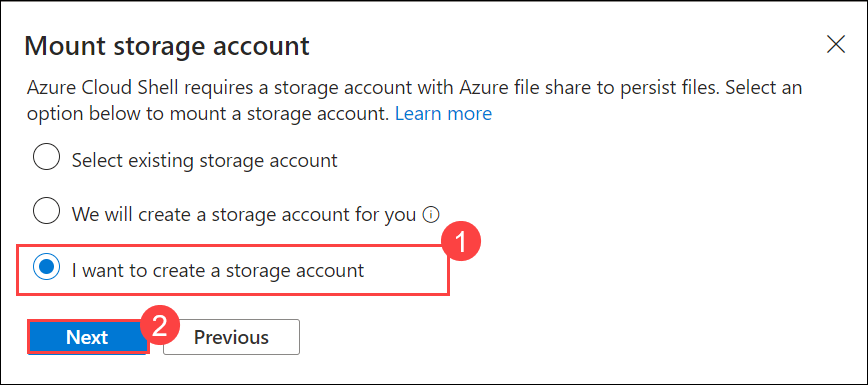 Mount storage account
Azure Cloud Shell requires a storage account with Azure file share to persist files. Select an
option below to mount a storage account. Learn more
Select existing storage account
We will create a storage account for you
1
I want to create a storage account
2
Next
Previous